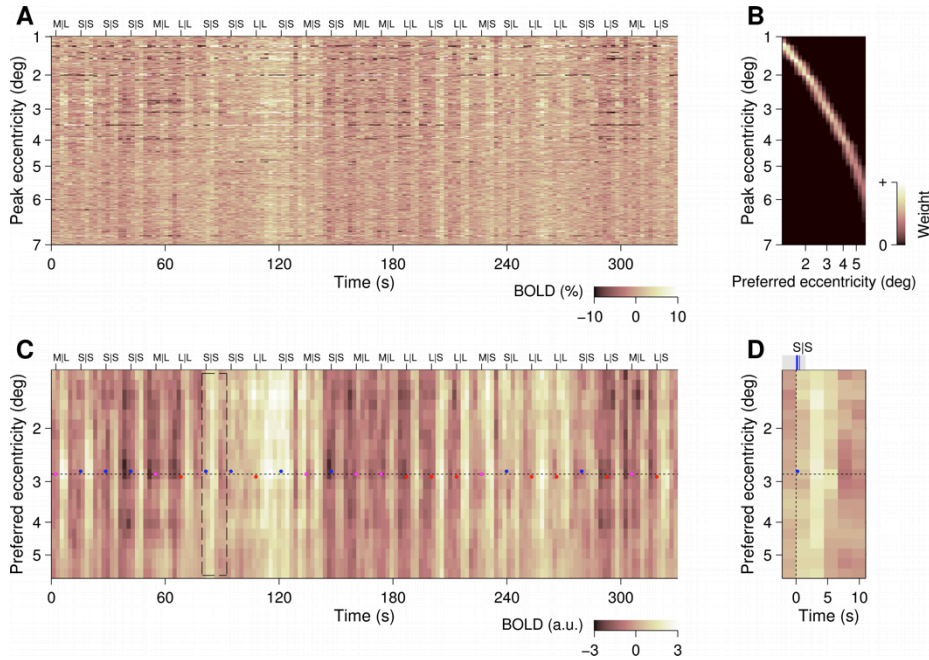 A
M|L S|S S|S S|S M|L L|L S|S S|S L|L S|S M|L S|S M|L M|L L|L L|L L|L M|S S|L L|L L|L S|S L|L M|L L|S
Peak eccentricity (deg)
1
2
3
4
5
6
7
0 60 120 180 240 300
Time (s)
BOLD (%)
−10 0 10
B
Peak eccentricity (deg)
1
2
3
4
5
6
7
2 3 4 5
Preferred eccentricity (deg)
+
0
Weight
C
M|L S|S S|S S|S M|L L|L S|S S|S L|L S|S M|L S|S M|L M|L L|L L|L L|L M|S S|L L|L L|L S|S L|L M|L L|S
Preferred eccentricity (deg)
2
3
4
5
0 60 120 180 240 300
Time (s)
BOLD (a.u.)
−3 0 3
D
S|S
Preferred eccentricity (deg)
2
3
4
5
0 5 10
Time (s)